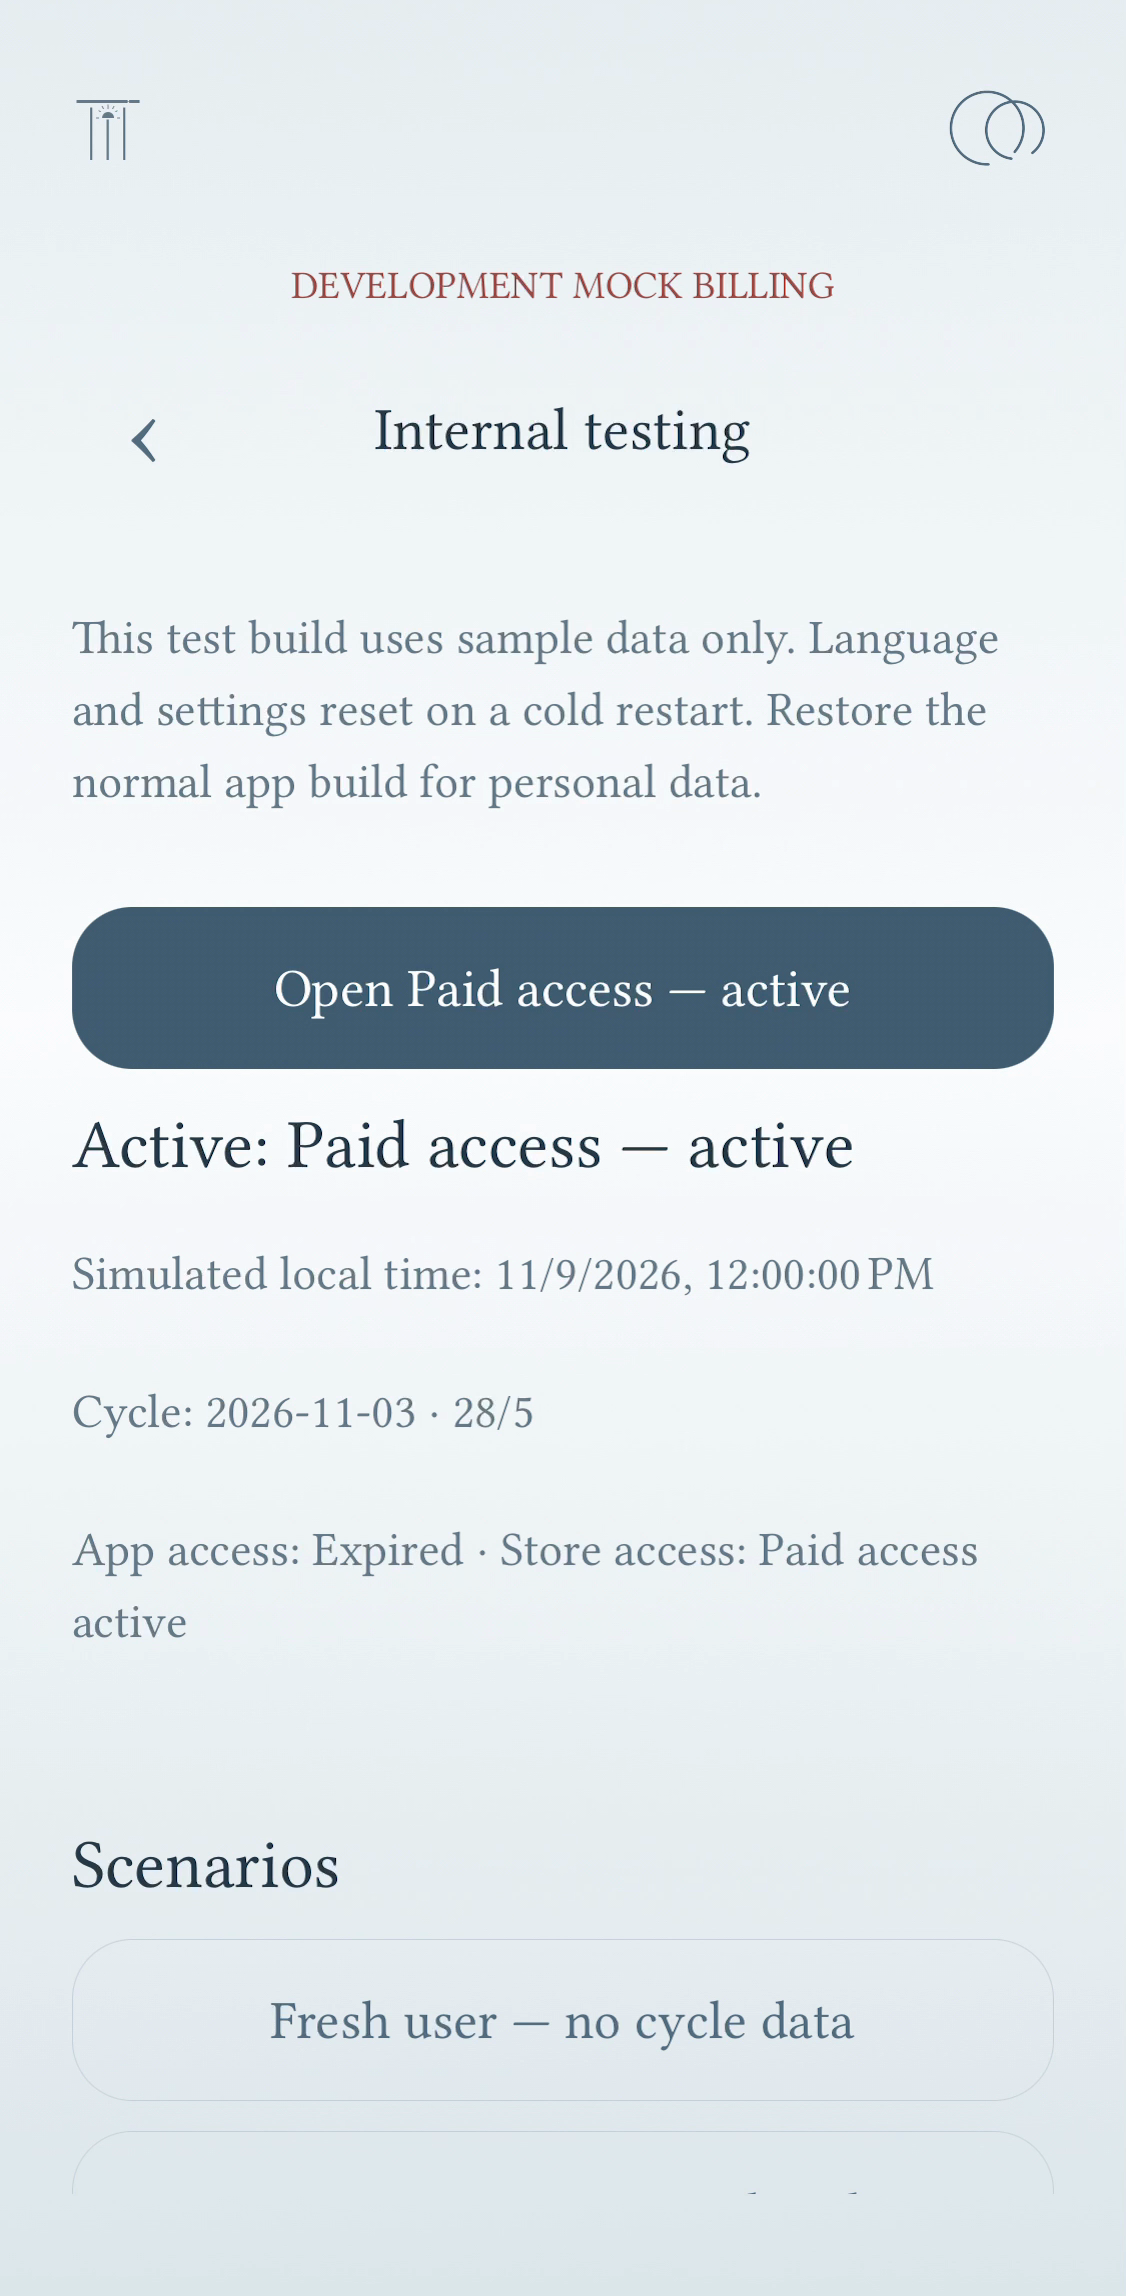 DEVELOPMENT MOCK BILLING
Internal testing
This test build uses sample data only. Language
and settings reset on a cold restart. Restore the
normal app build for personal data.
Open Paid access — active
Active: Paid access — active
Simulated local time: 11/9/2026, 12:00:00 PM
Cycle: 2026-11-03 · 28/5
App access: Expired · Store access: Paid access
active
Scenarios
Fresh user — no cycle data